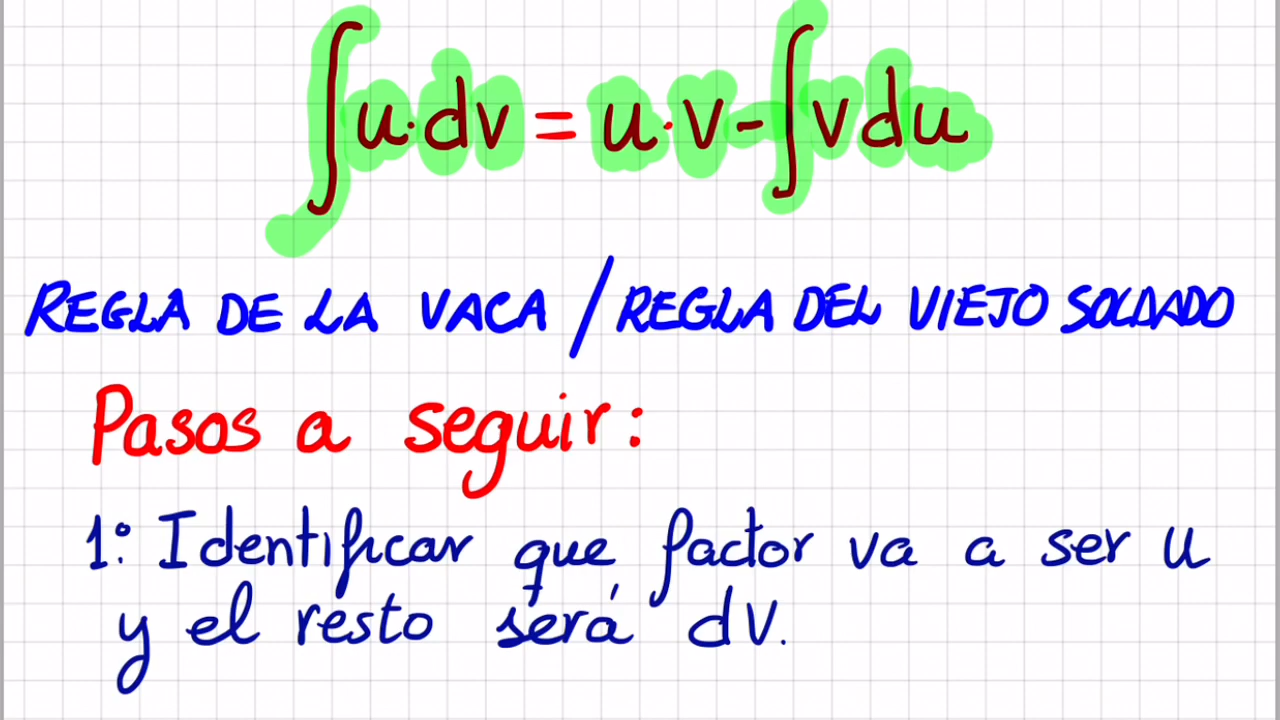 ∫u·dv = u·v-∫vdu
REGLA DE LA VACA / REGLA DEL VIEJO SOLDADO
Pasos a seguir:
1º: Identificar que factor va a ser u
y el resto será dv.